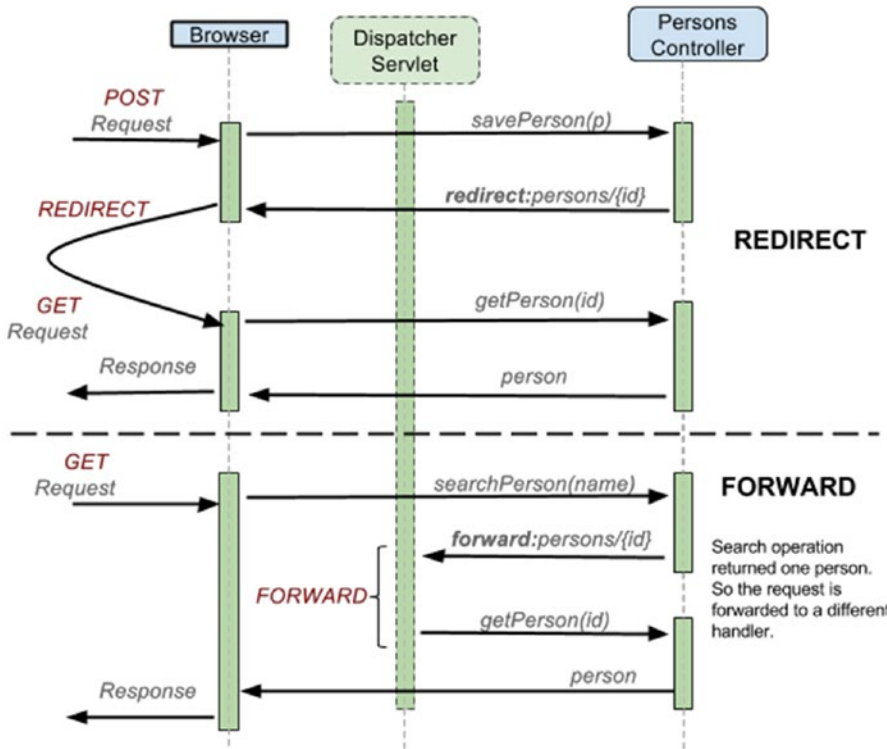 Browser
Dispatcher
Servlet
Persons
Controller
POST
Request
savePerson(p)
REDIRECT
redirect:persons/{id}
REDIRECT
GET
Request
getPerson(id)
Response
person
GET
Request
searchPerson(name)
FORWARD
forward:persons/{id}
Search operation
returned one person.
So the request is
forwarded to a different
handler.
FORWARD
getPerson(id)
person
Response